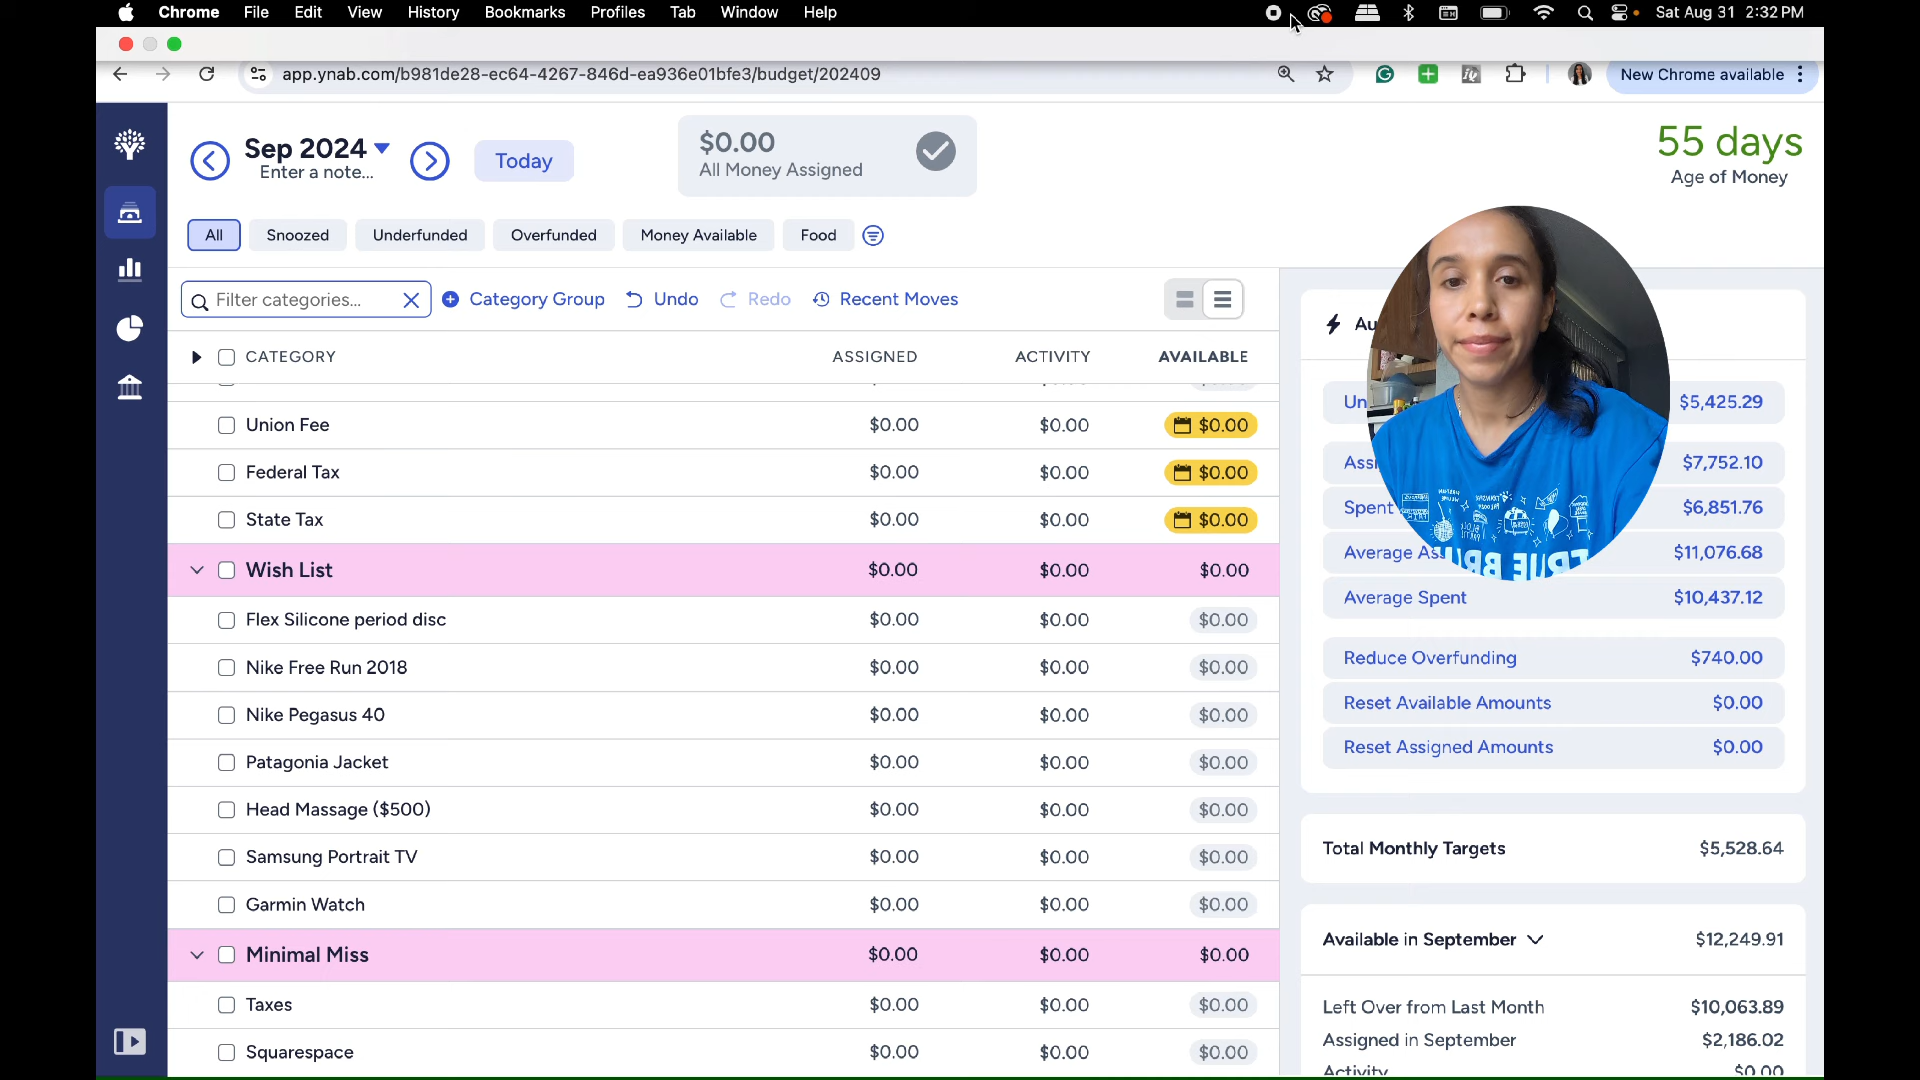 Chrome File Edit View History Bookmarks Profiles Tab Window Help Sat Aug 31 2:32 PM
app.ynab.com/b981de28-ec64-4267-846d-ea936e01bfe3/budget/202409 New Chrome available
Sep 2024
Enter a note...
Today
$0.00
All Money Assigned
55 days
Age of Money
All Snoozed Underfunded Overfunded Money Available Food
Filter categories... Category Group Undo Redo Recent Moves
CATEGORY ASSIGNED ACTIVITY AVAILABLE
Union Fee $0.00 $0.00 $0.00
Federal Tax $0.00 $0.00 $0.00
State Tax $0.00 $0.00 $0.00
Wish List $0.00 $0.00 $0.00
Flex Silicone period disc $0.00 $0.00 $0.00
Nike Free Run 2018 $0.00 $0.00 $0.00
Nike Pegasus 40 $0.00 $0.00 $0.00
Patagonia Jacket $0.00 $0.00 $0.00
Head Massage ($500) $0.00 $0.00 $0.00
Samsung Portrait TV $0.00 $0.00 $0.00
Garmin Watch $0.00 $0.00 $0.00
Minimal Miss $0.00 $0.00 $0.00
Taxes $0.00 $0.00 $0.00
Squarespace $0.00 $0.00 $0.00
Au
Un $5,425.29
Assi $7,752.10
Spent $6,851.76
Average Ass $11,076.68
Average Spent $10,437.12
Reduce Overfunding $740.00
Reset Available Amounts $0.00
Reset Assigned Amounts $0.00
Total Monthly Targets $5,528.64
Available in September $12,249.91
Left Over from Last Month $10,063.89
Assigned in September $2,186.02
Activity $0.00